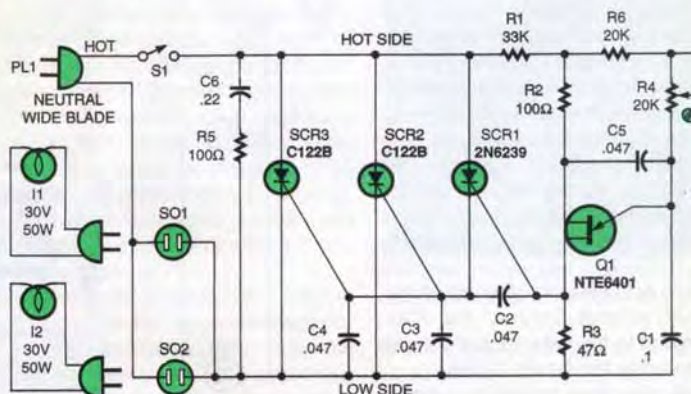 HOT
HOT SIDE
R1
33K
R6
20K
PL1
S1
C6
.22
R2
100Ω
R4
20K
NEUTRAL
WIDE BLADE
R5
100Ω
SCR3
C122B
SCR2
C122B
SCR1
2N6239
C5
.047
I1
30V
50W
SO1
Q1
NTE6401
I2
30V
50W
SO2
C4
.047
C3
.047
C2
.047
R3
47Ω
C1
.1
LOW SIDE